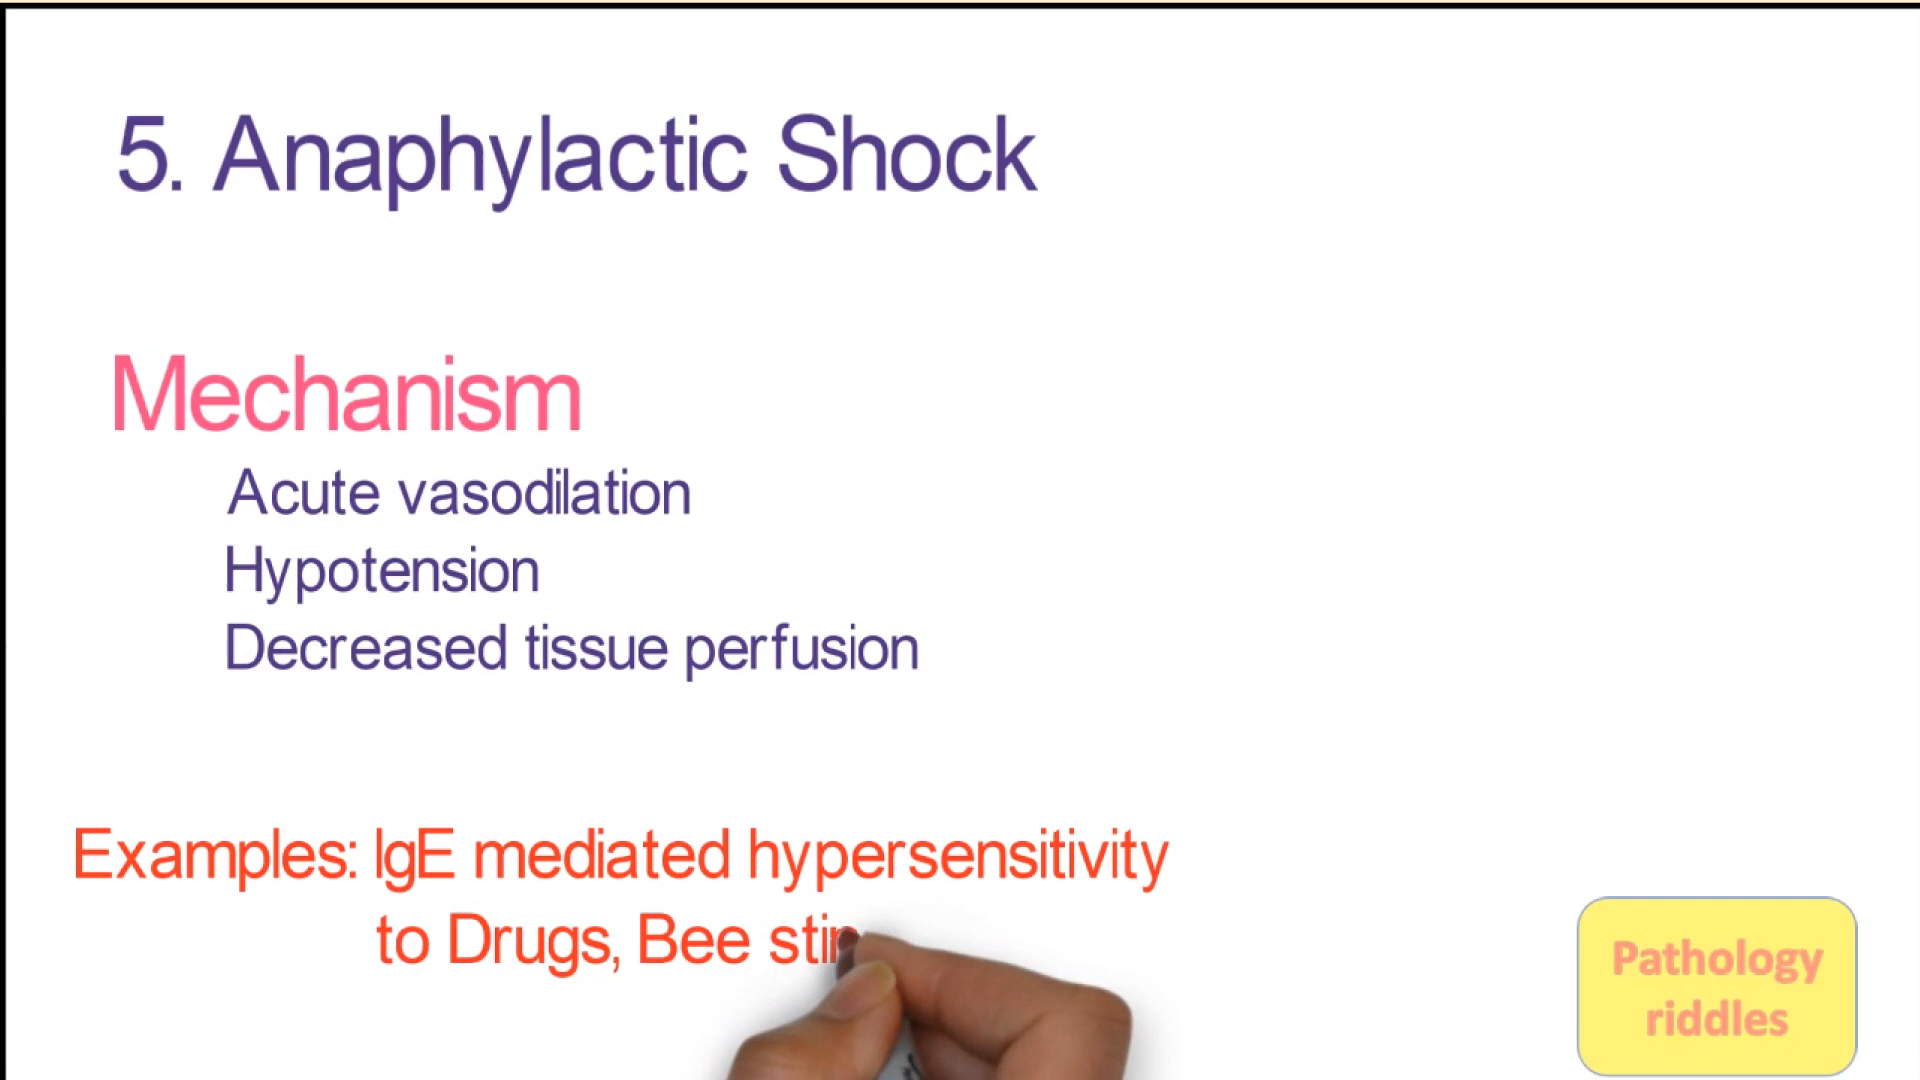 5. Anaphylactic Shock
Mechanism
Acute vasodilation
Hypotension
Decreased tissue perfusion
Examples: IgE mediated hypersensitivity
to Drugs, Bee
Pathology
riddles